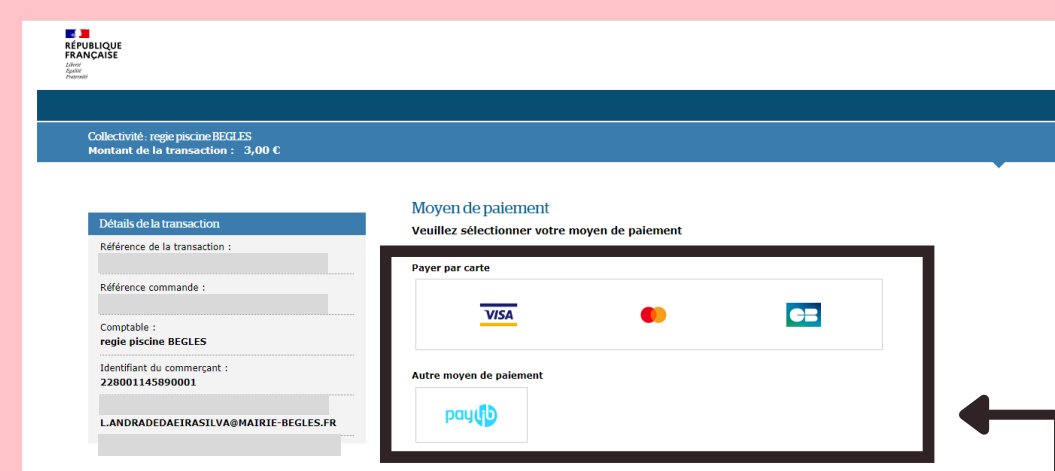 RÉPUBLIQUE
FRANÇAISE
Liberté
Égalité
Fraternité
Collectivité : regie piscine BEGLES
Montant de la transaction : 3,00 €
Détails de la transaction
Référence de la transaction :
Référence commande :
Comptable :
regie piscine BEGLES
Identifiant du commerçant :
228001145890001
L.ANDRADEDAEIRASILVA@MAIRIE-BEGLES.FR
Moyen de paiement
Veuillez sélectionner votre moyen de paiement
Payer par carte
VISA
CB
Autre moyen de paiement
paylib